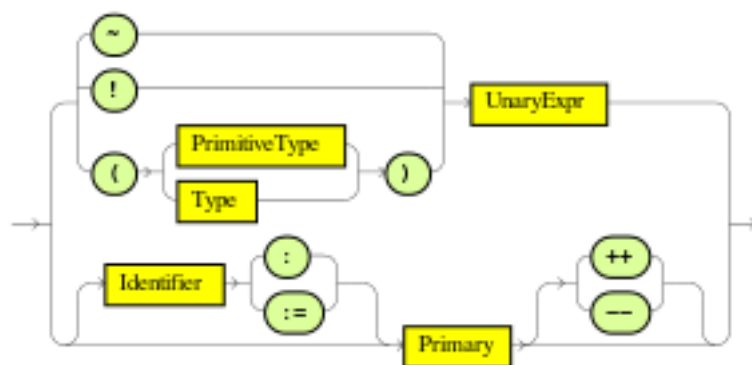 ~
!
UnaryExpr
PrimitiveType
( )
Type
: ++
Identifier
:= --
Primary